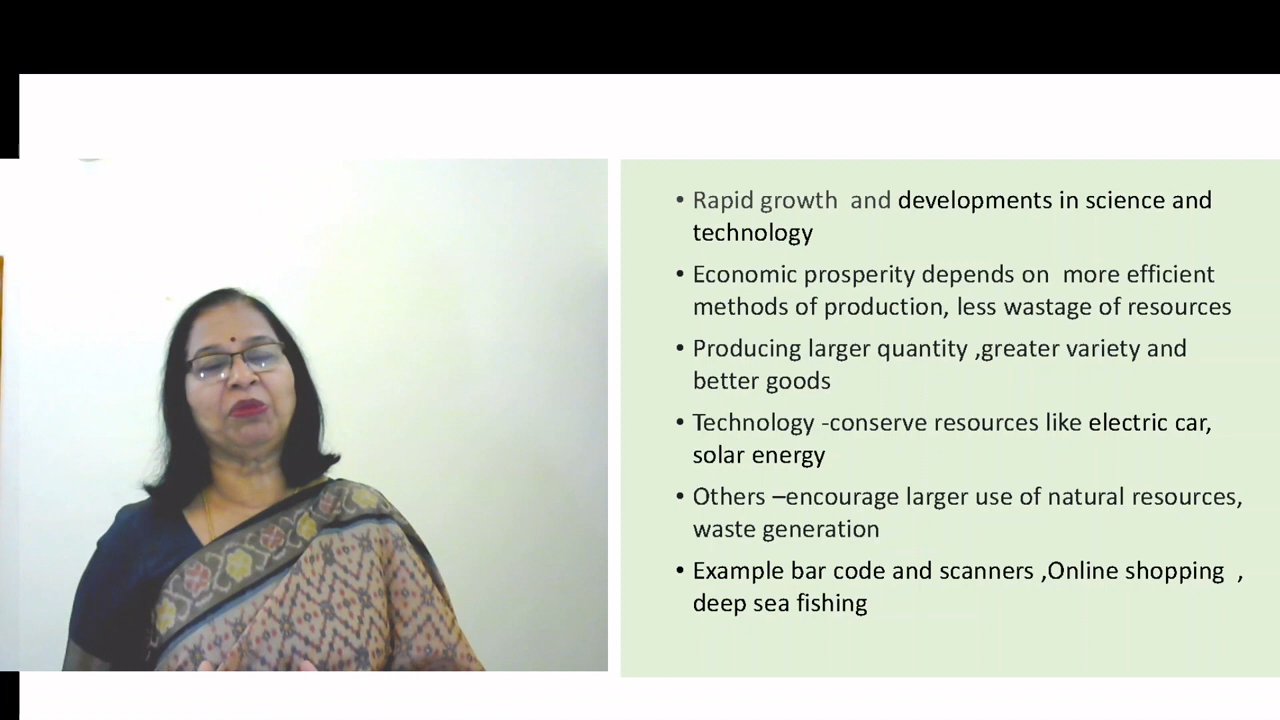 • Rapid growth  and developments in science and
technology
• Economic prosperity depends on  more efficient
methods of production, less wastage of resources
• Producing larger quantity ,greater variety and
better goods
• Technology -conserve resources like electric car,
solar energy
• Others –encourage larger use of natural resources,
waste generation
• Example bar code and scanners ,Online shopping  ,
deep sea fishing